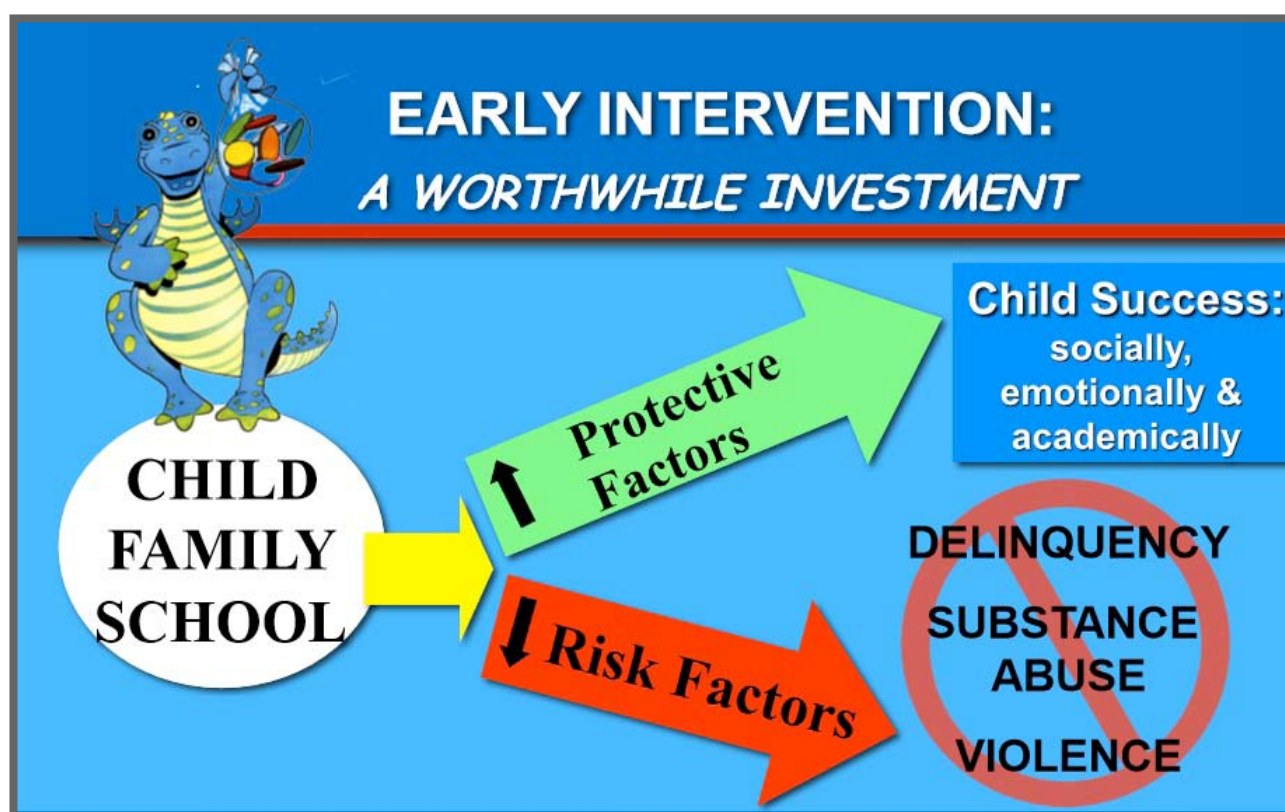 EARLY INTERVENTION:
A WORTHWHILE INVESTMENT
CHILD
FAMILY
SCHOOL
Protective
Factors
Risk Factors
Child Success:
socially,
emotionally &
academically
DELINQUENCY
SUBSTANCE
ABUSE
VIOLENCE